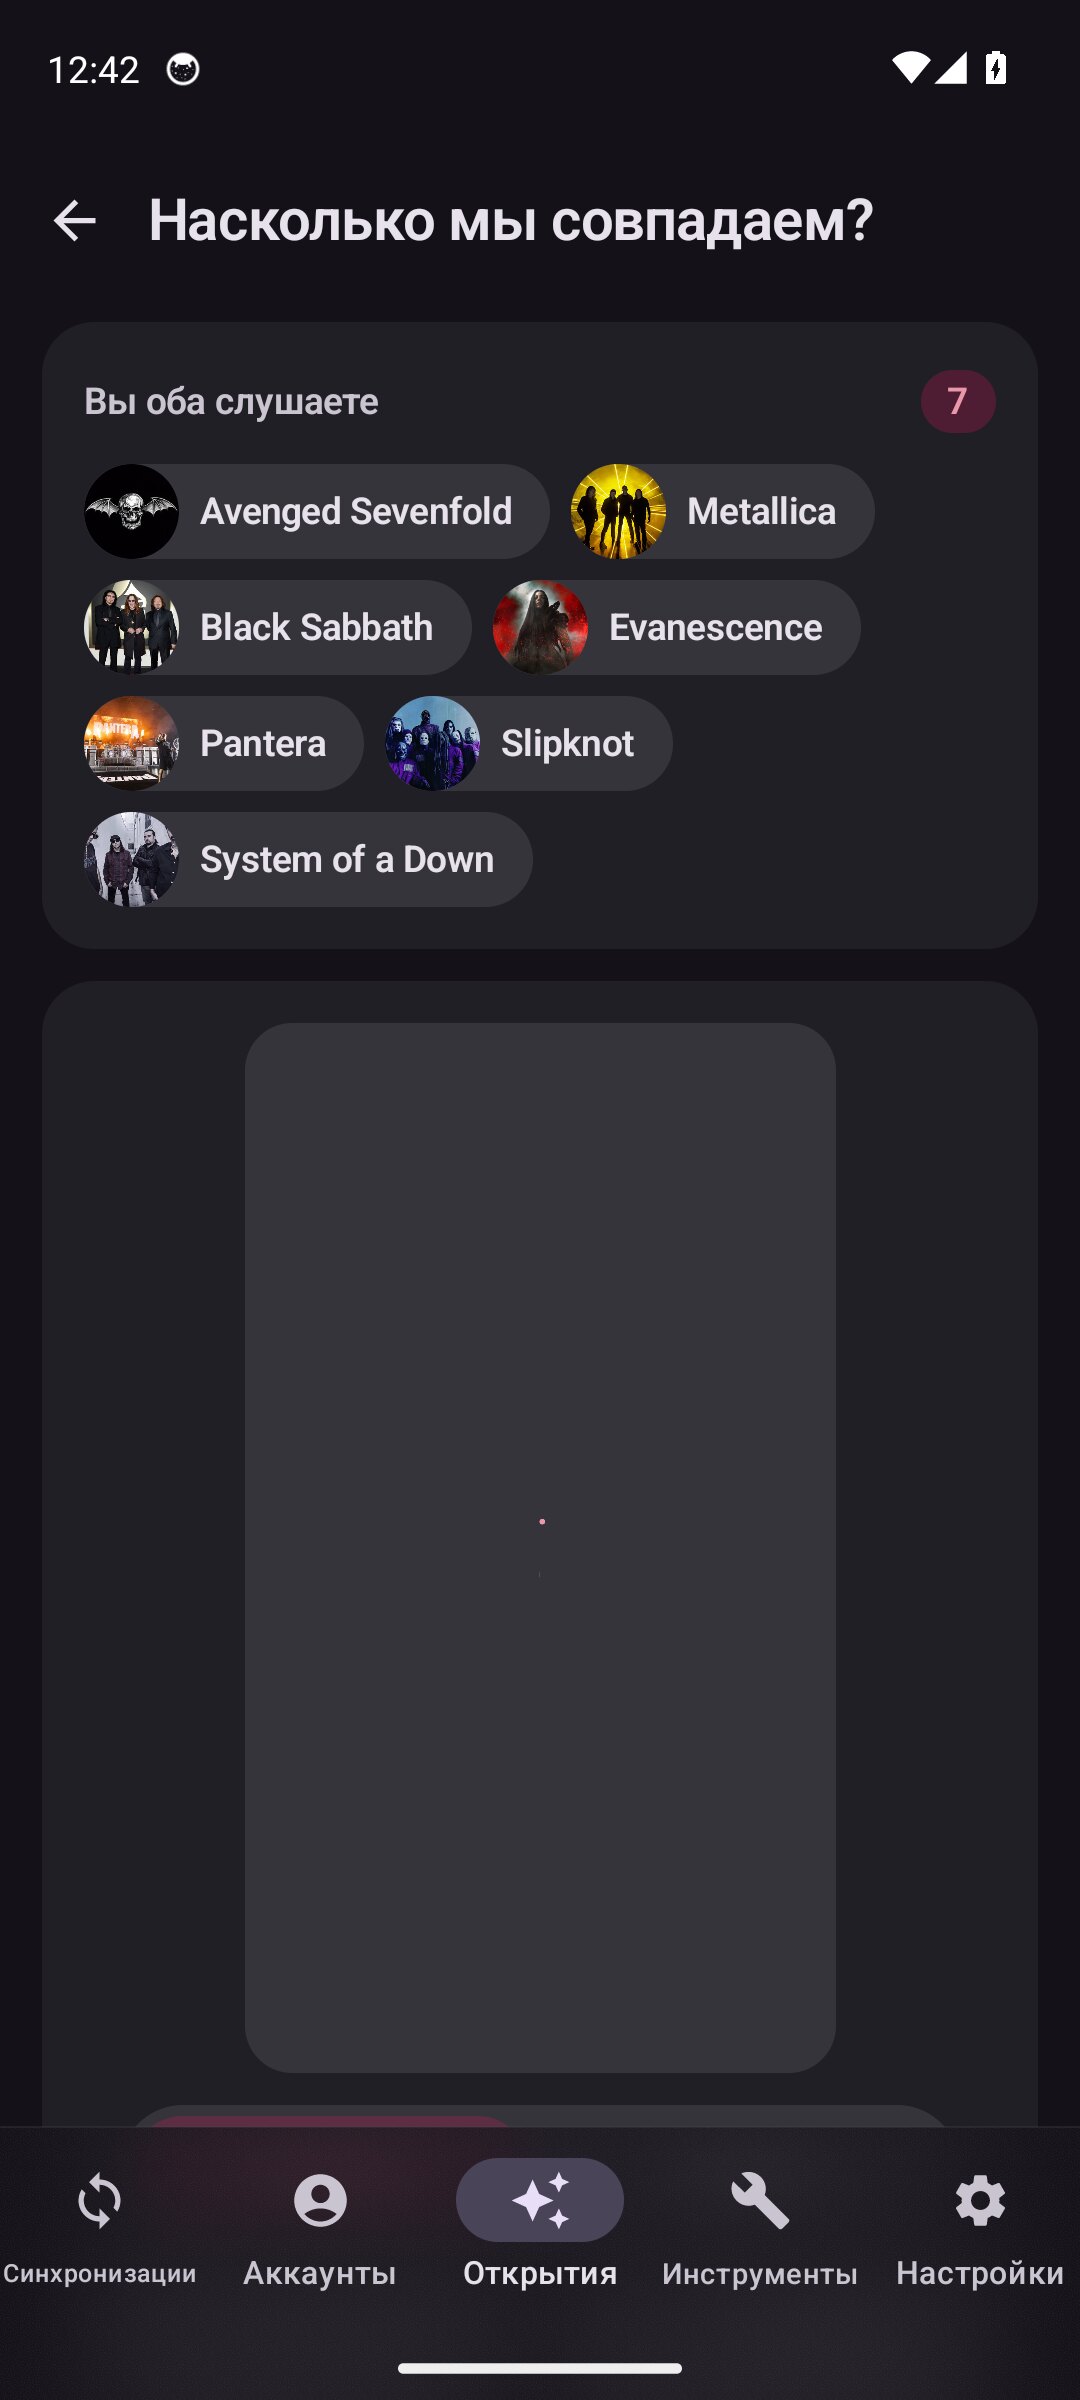 12:42
Насколько мы совпадаем?
Вы оба слушаете
7
Avenged Sevenfold
Metallica
Black Sabbath
Evanescence
Pantera
Slipknot
System of a Down
Синхронизации
Аккаунты
Открытия
Инструменты
Настройки